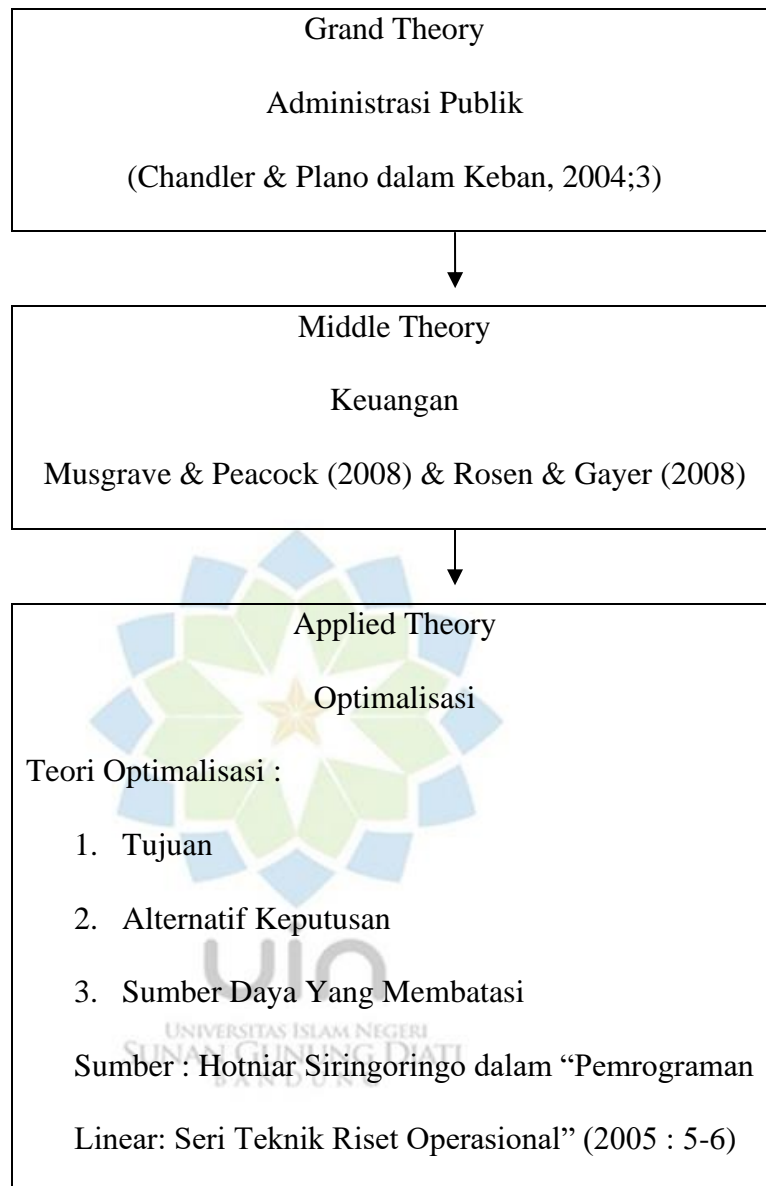 Grand Theory
Administrasi Publik
(Chandler & Plano dalam Keban, 2004;3)
Middle Theory
Keuangan
Musgrave & Peacock (2008) & Rosen & Gayer (2008)
Applied Theory
Optimalisasi
Teori Optimalisasi :
1. Tujuan
2. Alternatif Keputusan
3. Sumber Daya Yang Membatasi
uin
UNIVERSITAS ISLAM NEGERI
SUNAN GUNUNG DJATI
BANDUNG
Sumber : Hotniar Siringoringo dalam “Pemrograman
Linear: Seri Teknik Riset Operasional” (2005 : 5-6)